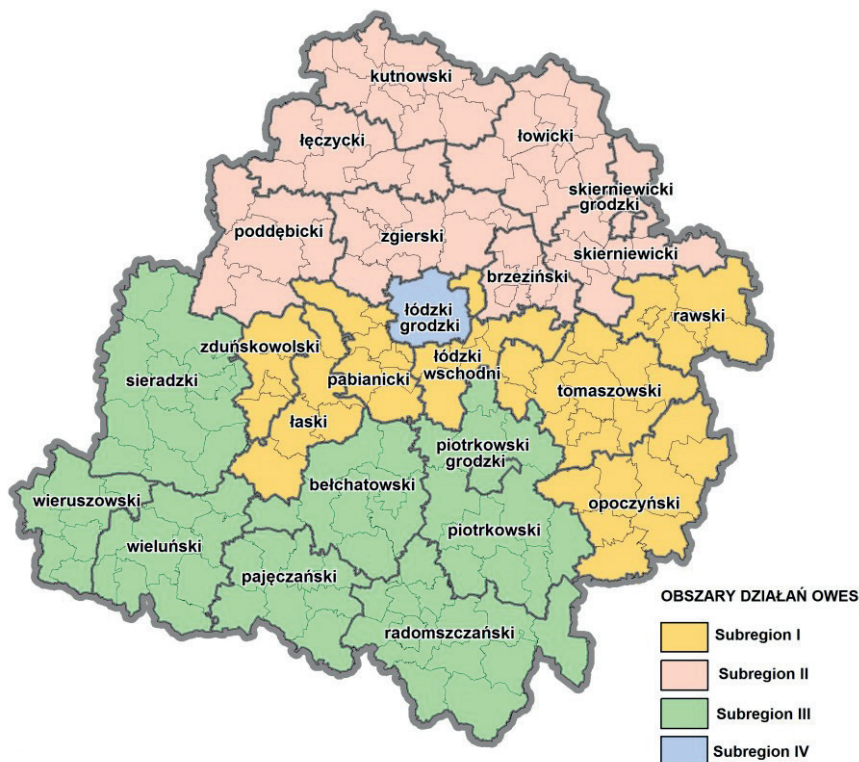 kutnowski
łęczycki
łowicki
skierniewicki
grodzki
poddębicki
zgierski
skierniewicki
brzeziński
łódzki
grodzki
rawski
zduńskowolski
łódzki
wschodni
sieradzki
pabianicki
tomaszowski
łaski
piotrkowski
grodzki
bełchatowski
wieruszowski
opoczyński
piotrkowski
wieluński
pajęczański
radomszczański
OBSZARY DZIAŁAŃ OWES
Subregion I
Subregion II
Subregion III
Subregion IV